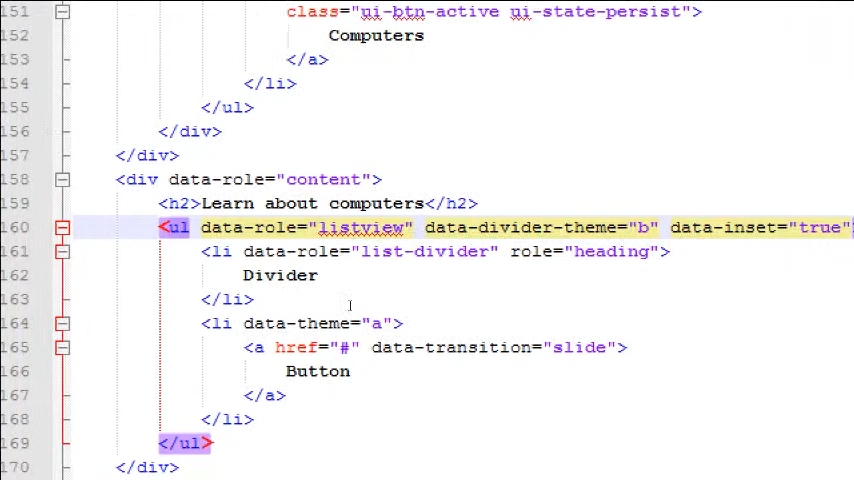 151 class="ui-btn-active ui-state-persist">
152 Computers
153 </a>
154 </li>
155 </ul>
156 </div>
157 </div>
158 <div data-role="content">
159 <h2>Learn about computers</h2>
160 <ul data-role="listview" data-divider-theme="b" data-inset="true"
161 <li data-role="list-divider" role="heading">
162 Divider
163 </li>
164 <li data-theme="a">
165 <a href="#" data-transition="slide">
166 Button
167 </a>
168 </li>
169 </ul>
170 </div>